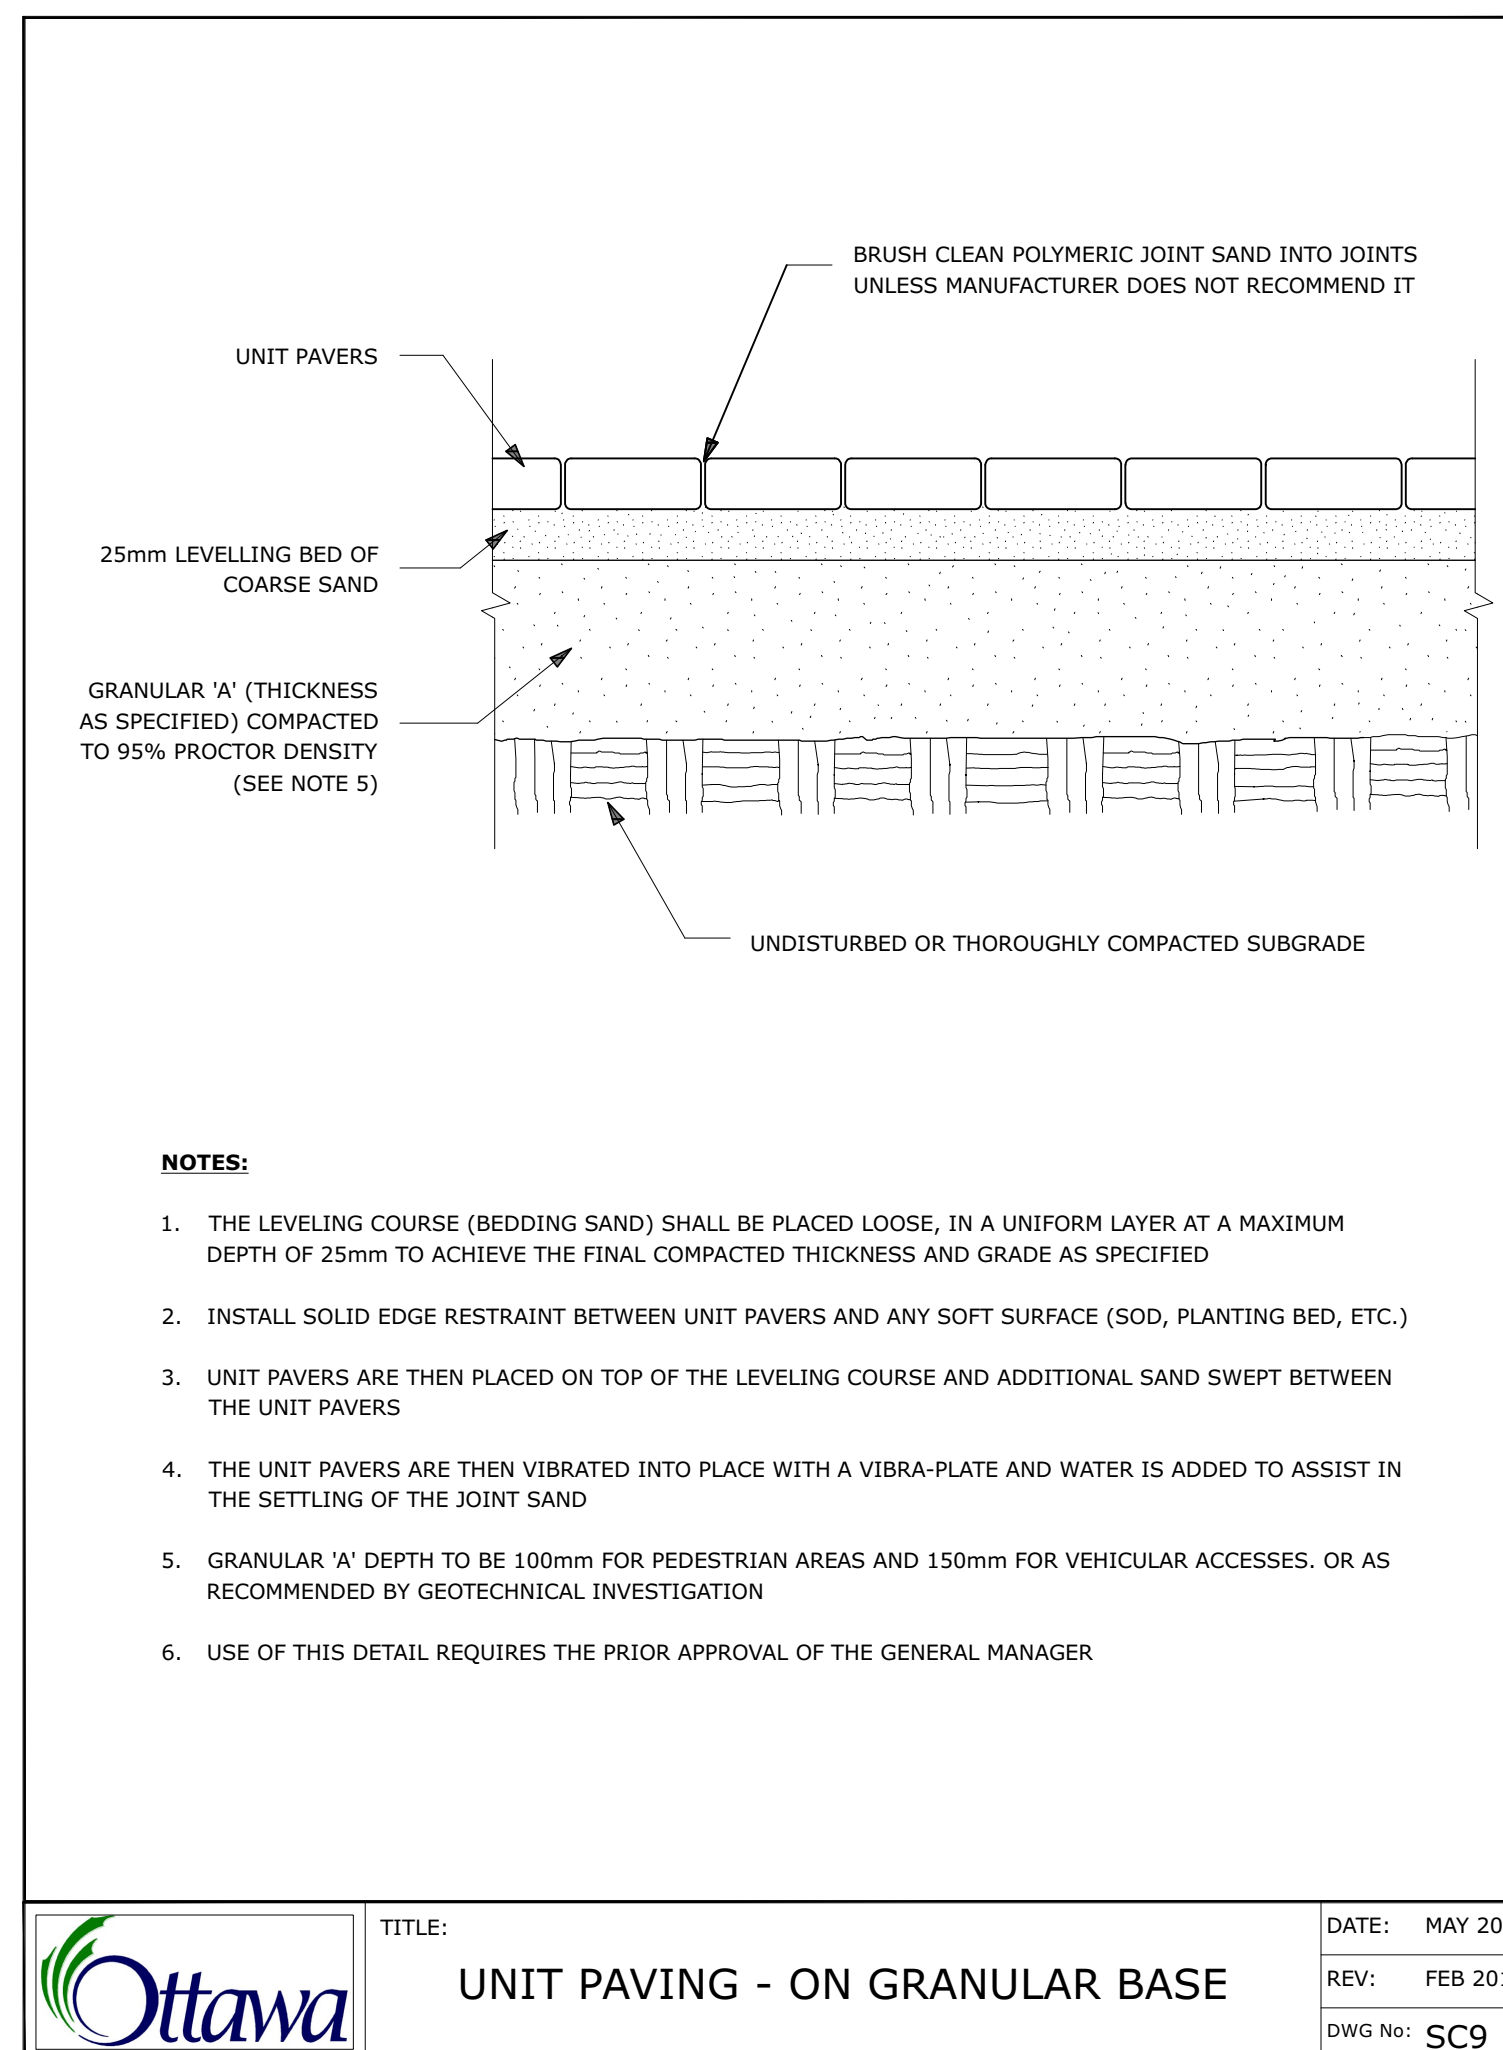 BRUSH CLEAN POLYMERIC JOINT SAND INTO JOINTS
UNLESS MANUFACTURER DOES NOT RECOMMEND IT
UNIT PAVERS
25mm LEVELLING BED OF
COARSE SAND
GRANULAR 'A' (THICKNESS
AS SPECIFIED) COMPACTED
TO 95% PROCTOR DENSITY
(SEE NOTE 5)
UNDISTURBED OR THOROUGHLY COMPACTED SUBGRADE
NOTES:
1. THE LEVELING COURSE (BEDDING SAND) SHALL BE PLACED LOOSE, IN A UNIFORM LAYER AT A MAXIMUM
DEPTH OF 25mm TO ACHIEVE THE FINAL COMPACTED THICKNESS AND GRADE AS SPECIFIED
2. INSTALL SOLID EDGE RESTRAINT BETWEEN UNIT PAVERS AND ANY SOFT SURFACE (SOD, PLANTING BED, ETC.)
3. UNIT PAVERS ARE THEN PLACED ON TOP OF THE LEVELING COURSE AND ADDITIONAL SAND SWEPT BETWEEN
THE UNIT PAVERS
4. THE UNIT PAVERS ARE THEN VIBRATED INTO PLACE WITH A VIBRA-PLATE AND WATER IS ADDED TO ASSIST IN
THE SETTLING OF THE JOINT SAND
5. GRANULAR 'A' DEPTH TO BE 100mm FOR PEDESTRIAN AREAS AND 150mm FOR VEHICULAR ACCESSES. OR AS
RECOMMENDED BY GEOTECHNICAL INVESTIGATION
6. USE OF THIS DETAIL REQUIRES THE PRIOR APPROVAL OF THE GENERAL MANAGER
Ottawa
TITLE:
UNIT PAVING - ON GRANULAR BASE
DATE: MAY
REV: FEB
DWG No: SC9